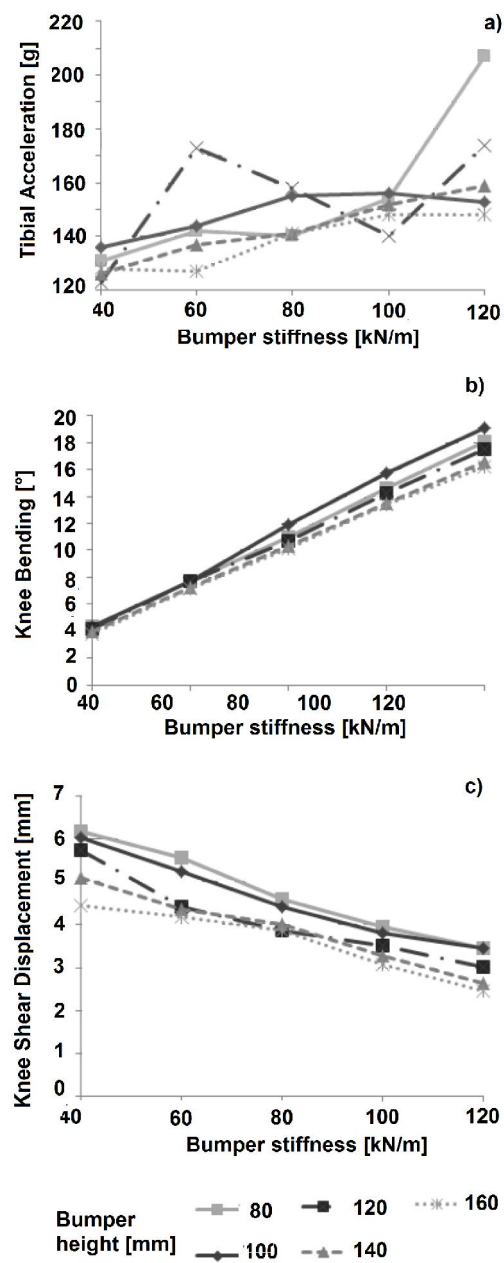 a)
220
200
180
160
140
120
Tibial Acceleration [g]
40 60 80 100 120
Bumper stiffness [kN/m]
b)
20
18
16
14
12
10
8
6
4
2
0
Knee Bending [°]
40 60 80 100 120
Bumper stiffness [kN/m]
c)
7
6
5
4
3
2
1
0
Knee Shear Displacement [mm]
40 60 80 100 120
Bumper stiffness [kN/m]
Bumper
height [mm]
80 120 160
100 140